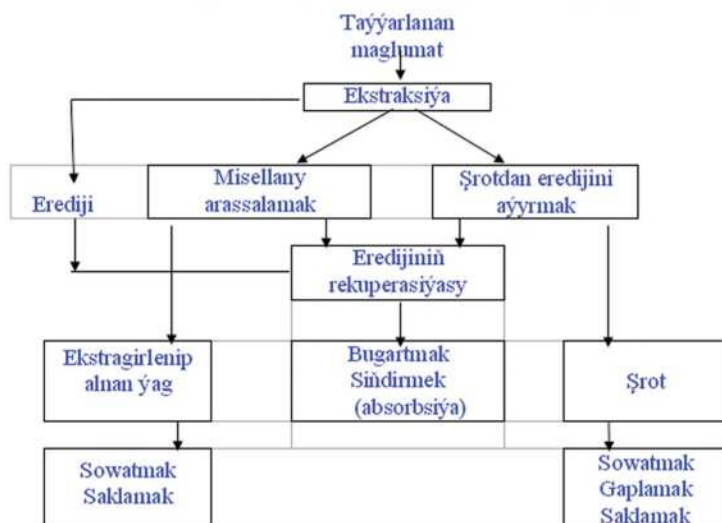 Taýýarlanan
maglumat
Ekstraksiýa
Erediji
Misellany
arassalamak
Şrotdan eredijini
aýyrmak
Eredijiniň
rekuperasiýasy
Ekstragirlenip
alnan ýag
Bugartmak
Siňdirmek
(absorbsiýa)
Şrot
Sowatmak
Saklamak
Sowatmak
Gaplamak
Saklamak